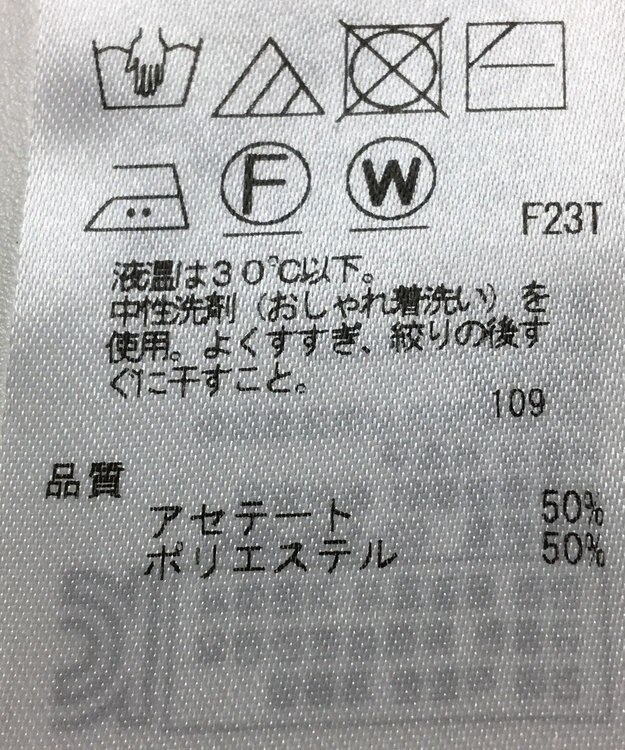 F W F23T
液温は30℃以下。
中性洗剤（おしゃれ着洗い）を
使用。よくすすぎ、絞りの後す
ぐに干すこと。
109
品質
アセテート 50%
ポリエステル 50%